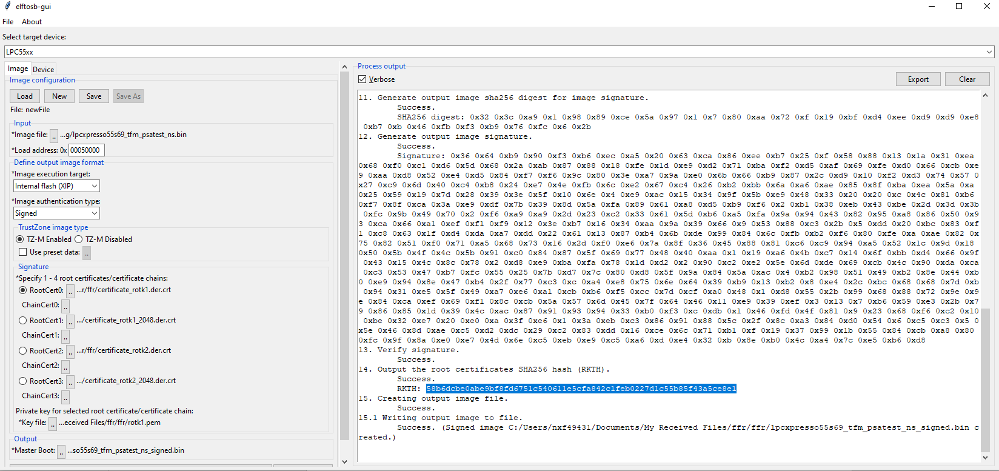 elftosb-gui
File About
Select target device:
LPC55xx
Image Device
Image configuration
Load New Save Save As
File: newFile
Input
*Image file: .. ...g/lpcxpresso55s69_tfm_psatest_ns.bin
*Load address: 0x 00050000
Define output image format
*Image execution target:
Internal flash (XIP)
*Image authentication type:
Signed
TrustZone image type
TZ-M Enabled TZ-M Disabled
Use preset data: ..
Signature
*Specify 1 - 4 root certificates/certificate chains:
RootCert0: .. ...r/ffr/certificate_rotk1.der.crt
ChainCert0: ..
RootCert1: .. .../certificate_rotk1_2048.der.crt
ChainCert1: ..
RootCert2: .. ...r/ffr/certificate_rotk2.der.crt
ChainCert2: ..
RootCert3: .. .../certificate_rotk2_2048.der.crt
ChainCert3: ..
Private key for selected root certificate/certificate chain:
*Key file: .. ...eceived Files/ffr/ffr/rotk1.pem
Output
*Master Boot: .. ...so55s69_tfm_psatest_ns_signed.bin
Process output
Verbose
Export Clear
11. Generate output image sha256 digest for image signature.
Success.
SHA256 digest: 0x32 0x3c 0xa9 0x1 0x98 0x89 0xce 0x5a 0x97 0x1 0x7 0x80 0xaa 0x72 0xf 0x19 0xbf 0xd4 0xee 0xd9 0xd9 0xe8
0xb7 0xb 0x46 0xfb 0xf3 0xb9 0x76 0xfc 0x6 0x2b
12. Generate output image signature.
Success.
Signature: 0x36 0x64 0xb9 0x90 0xf3 0xb6 0xec 0xa5 0x20 0x63 0xca 0x86 0xee 0xb7 0x25 0xf 0x58 0x88 0x13 0x1a 0x31 0xea
0x68 0xf0 0xc1 0xd6 0x5d 0x68 0x2a 0xab 0x87 0x88 0x18 0xfe 0x1d 0xe9 0xd2 0x71 0xba 0xf2 0xd5 0xaf 0x69 0xfe 0xd0 0x66 0xcb 0xe
9 0xaa 0xd8 0x52 0xe4 0xd5 0x84 0xf7 0xf6 0x9c 0x80 0x3e 0xa7 0x9a 0xe0 0x6b 0x66 0xb9 0x87 0x2c 0xd9 0x10 0xf2 0xd3 0x74 0x57 0
x27 0xc9 0x6d 0x40 0xc4 0xb8 0x24 0xe7 0x4e 0xfb 0x6c 0xe2 0x67 0xc4 0x26 0xb2 0xbb 0x6a 0xa6 0xae 0x85 0x8f 0xba 0xea 0x5a 0xa
0x25 0x59 0x19 0x7d 0x28 0x39 0x3e 0x5f 0x10 0x6e 0x4 0xe9 0xac 0x15 0x34 0x9f 0x5b 0xe9 0x48 0x33 0x20 0x20 0xc 0x4c 0x81 0xb6
0xf7 0x8f 0xca 0x3a 0xe9 0xdf 0x7b 0x39 0x8d 0x5a 0xfa 0x89 0x61 0xa8 0xd5 0xb9 0xf6 0x2 0xb1 0x38 0xeb 0x43 0xbe 0x2d 0x3d 0x3b
0xfc 0x9b 0x49 0x70 0x2 0xf6 0xa9 0xa9 0x2d 0x23 0xc2 0x33 0x61 0x5d 0xb6 0xa5 0xfa 0x9a 0x94 0x43 0x82 0x95 0xa8 0x86 0x50 0x9
3 0xca 0x66 0xa1 0xef 0xf1 0xf9 0x12 0x3e 0xb7 0x16 0x34 0xaa 0x9a 0x39 0x66 0x9 0x53 0x88 0xc3 0x2b 0x5 0xdd 0x20 0xbc 0x83 0xf
1 0xc8 0x63 0x1f 0xd4 0xda 0xa7 0xdd 0x22 0x61 0x13 0x87 0xb4 0x6b 0xde 0x99 0x84 0x6c 0xfb 0xb2 0xf6 0x80 0xfe 0xa 0xae 0x82 0x
75 0x82 0x51 0xf0 0x71 0xa5 0x68 0x73 0x16 0x2d 0xf0 0xe6 0x7a 0x8f 0x36 0x45 0x88 0x81 0xc6 0xc9 0x94 0xa5 0x52 0x1c 0x9d 0x18
0x50 0x5b 0x4f 0x4c 0x5b 0x91 0xc0 0x84 0x87 0x5f 0x69 0x77 0x48 0x40 0xaa 0x1 0x19 0xa6 0x4b 0xc7 0x14 0x6f 0xbb 0xd4 0x66 0x9f
0x43 0x15 0x4c 0x8c 0x78 0x2 0xd8 0xe9 0xba 0xfa 0x78 0x1d 0xd2 0x2 0x90 0xc2 0xe2 0x5e 0x6d 0xde 0x69 0xcb 0x4c 0x90 0xda 0xca
0xc3 0x53 0x47 0xb7 0xfc 0x55 0x25 0x7b 0xd7 0x7c 0x80 0xd8 0x5f 0x9a 0x84 0x5a 0xac 0x4 0xb2 0x98 0x51 0x49 0xb2 0x8e 0x44 0xb
0 0xe9 0x94 0x8e 0x47 0xb4 0x2f 0x77 0xc3 0xc 0xa4 0xe8 0x75 0x6e 0x64 0x39 0xb9 0x13 0xb2 0x8 0xe4 0x2c 0xbc 0x68 0x68 0x7d 0xb
0x94 0x31 0xe5 0x5f 0x49 0xa7 0xe6 0xa1 0xcb 0xb6 0xf5 0xcc 0x7d 0xcf 0xa0 0x48 0x1 0xd8 0x55 0x2b 0x99 0x68 0x88 0x72 0x9e 0x9
e 0x84 0xca 0xef 0x69 0xf1 0x8c 0xcb 0x5a 0x57 0x6d 0x45 0x7f 0x64 0x46 0x11 0xe9 0x39 0xef 0x3 0x13 0x7 0xb6 0x59 0xe3 0x2b 0x7
9 0x86 0x85 0x1d 0x39 0x4c 0xac 0x87 0x91 0x93 0x94 0x33 0xb0 0xf3 0xc 0xdb 0x1 0x46 0xfd 0x4f 0x81 0x9 0x23 0x68 0xf6 0xc2 0x10
0xbe 0x32 0xe7 0x20 0xe0 0xa 0x3f 0xe6 0x1 0x3a 0xeb 0xc3 0x86 0x91 0x88 0x5c 0x2f 0x8c 0xa3 0x84 0xd0 0x54 0x6 0xc5 0xc3 0x5 0
x5e 0x46 0x8d 0xae 0xc5 0xd2 0xdc 0x29 0xc2 0x83 0xdd 0x16 0xce 0x6c 0x71 0xb1 0xf 0x19 0x37 0x99 0x1b 0x55 0x84 0xcb 0xa8 0x80
0xfc 0x9f 0x8a 0xe0 0xe7 0x4d 0x6e 0xc5 0xeb 0xe9 0xc5 0xa6 0xd 0xe4 0x32 0xb 0x8e 0xb0 0x4c 0xa4 0x7c 0xe5 0xb6 0xd8
13. Verify signature.
Success.
14. Output the root certificates SHA256 hash (RKTH).
Success.
RKTH: 58b6dcbe0abe9bf8fd6751c540611e5cfa842c1feb0227d1c55b85f43a5ce8e1
15. Creating output image file.
Success.
15.1 Writing output image to file.
Success. (Signed image C:/Users/nxf49431/Documents/My Received Files/ffr/ffr/lpcxpresso55s69_tfm_psatest_ns_signed.bin c
reated.)